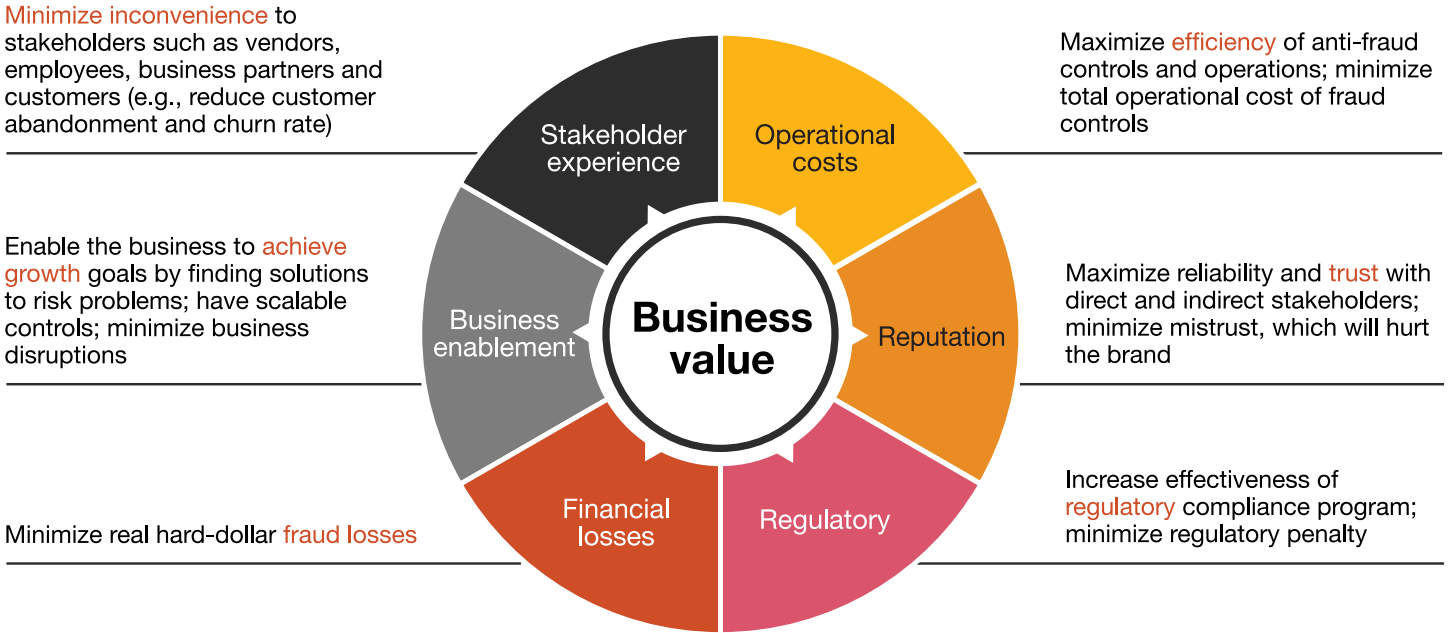 Minimize inconvenience to
stakeholders such as vendors,
employees, business partners and
customers (e.g., reduce customer
abandonment and churn rate)
Enable the business to achieve
growth goals by finding solutions
to risk problems; have scalable
controls; minimize business
disruptions
Minimize real hard-dollar fraud losses
Stakeholder
experience
Operational
costs
Business
enablement
Business
value
Reputation
Financial
losses
Regulatory
Maximize efficiency of anti-fraud
controls and operations; minimize
total operational cost of fraud
controls
Maximize reliability and trust with
direct and indirect stakeholders;
minimize mistrust, which will hurt
the brand
Increase effectiveness of
regulatory compliance program;
minimize regulatory penalty